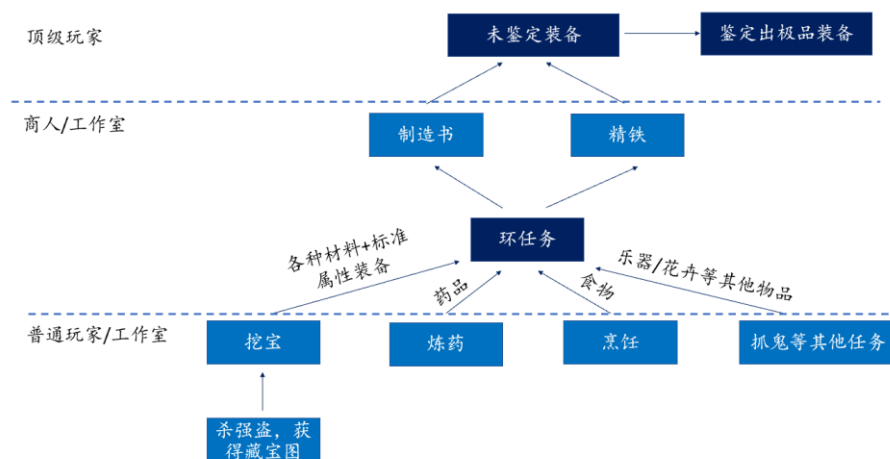 顶级玩家
未鉴定装备
鉴定出极品装备
商人/工作室
制造书
精铁
环任务
各种材料+标准
属性装备
药品
食物
乐器/花卉等其他物品
普通玩家/工作室
挖宝
炼药
烹饪
抓鬼等其他任务
杀强盗，获
得藏宝图